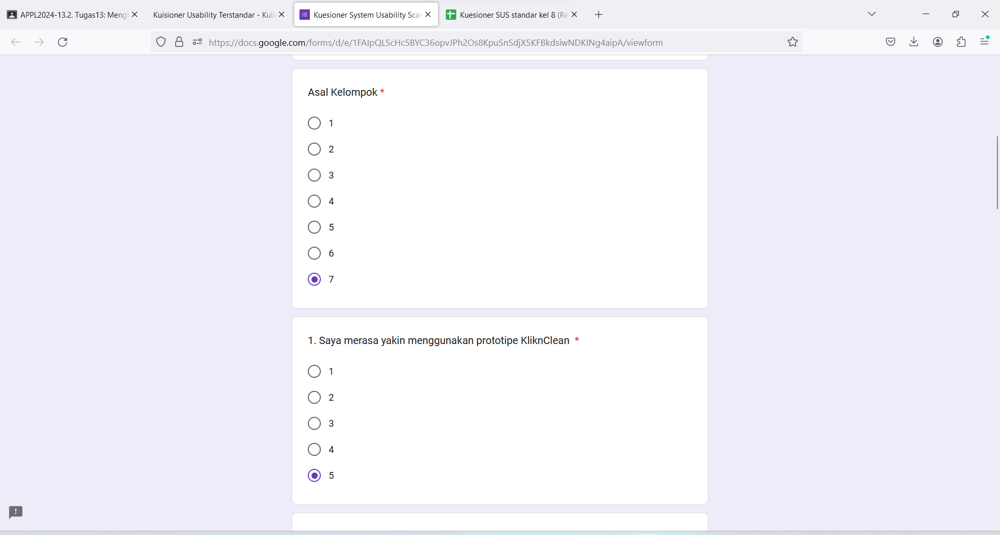 APPL2024-13.2. Tugas13: Meng
Kuisioner Usability Terstandar - Kuli
Kuesioner System Usability Scal
Kuesioner SUS standar kel 8 (Re
https://docs.google.com/forms/d/e/1FAIpQLScHc5BYC36opvJPh2Os8KpuSnSdjX5KFBkdsiwNDKINg4aipA/viewform
Asal Kelompok *
1
2
3
4
5
6
7
1. Saya merasa yakin menggunakan prototipe KliknClean *
1
2
3
4
5